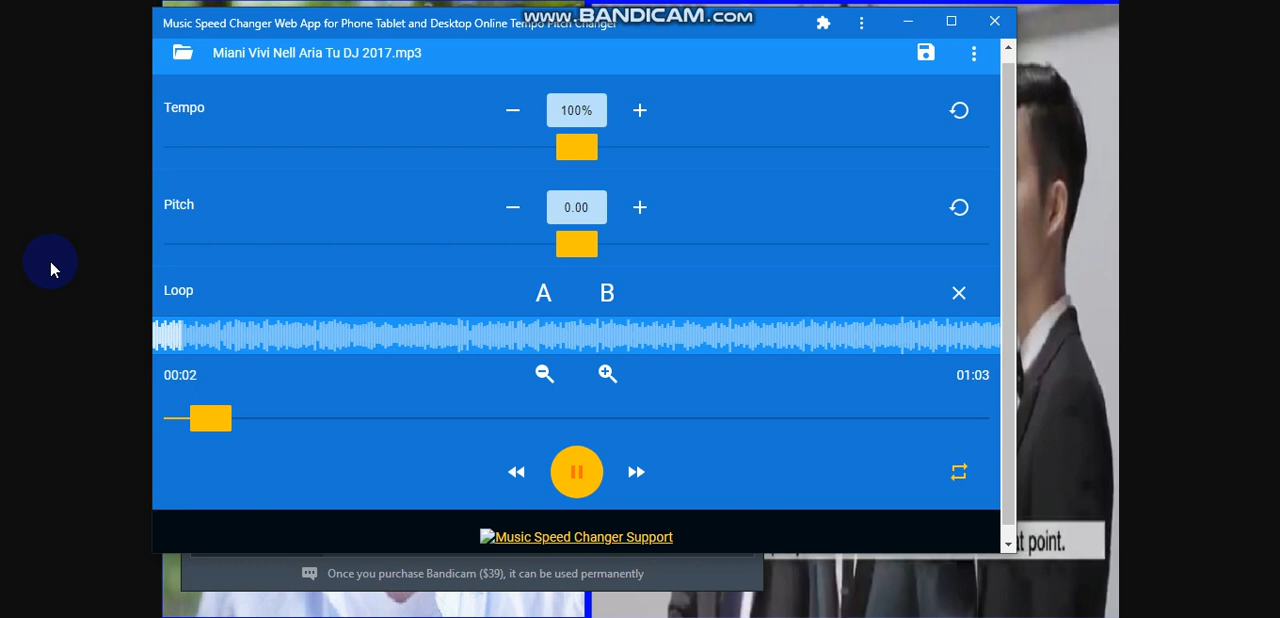 www.BANDICAM.com
Music Speed Changer Web App for Phone Tablet and Desktop Online Tempo Pitch Changer
Miani Vivi Nell Aria Tu DJ 2017.mp3
Tempo
100%
Pitch
0.00
Loop
A B
00:02
01:03
Music Speed Changer Support
t point.
Once you purchase Bandicam ($39), it can be used permanently